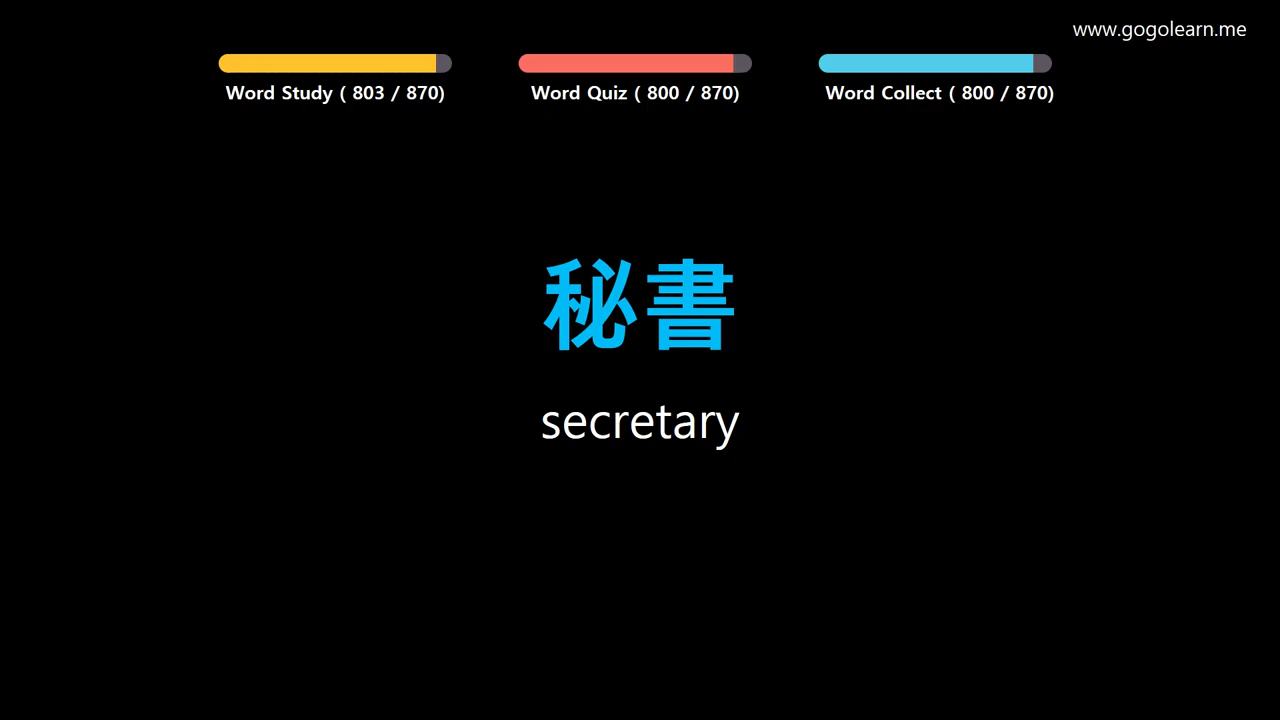 www.gogolearn.me
Word Study ( 803 / 870)
Word Quiz ( 800 / 870)
Word Collect ( 800 / 870)
秘書
secretary